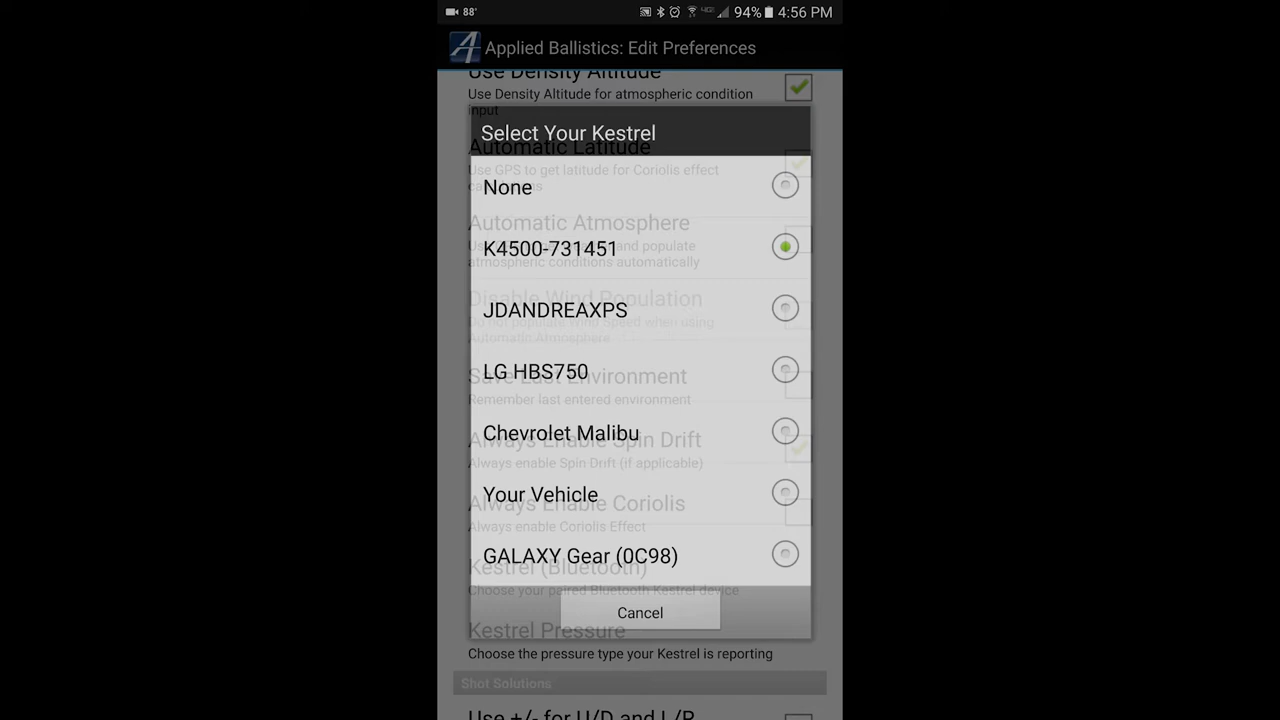 88°
94%
4:56 PM
Applied Ballistics: Edit Preferences
Use Density Altitude
Use Density Altitude for atmospheric condition
input
Select Your Kestrel
Automatic Latitude
Use GPS to get latitude for Coriolis effect
None
Automatic Atmosphere
and populate
K4500-731451
atmospheric conditions automatically
Disable Wind Population
JDANDREAXPS
Do not populate Wind Speed when using
Automatic Atmosphere
LG HBS750
Save Last Environment
Remember last entered environment
Chevrolet Malibu
Always Enable Spin Drift
Always enable Spin Drift (if applicable)
Your Vehicle
Always Enable Coriolis
Always enable Coriolis Effect
GALAXY Gear (0C98)
Kestrel (Bluetooth)
Choose your paired Bluetooth Kestrel device
Cancel
Kestrel Pressure
Choose the pressure type your Kestrel is reporting
Shot Solutions
Use +/- for U/D and L/R